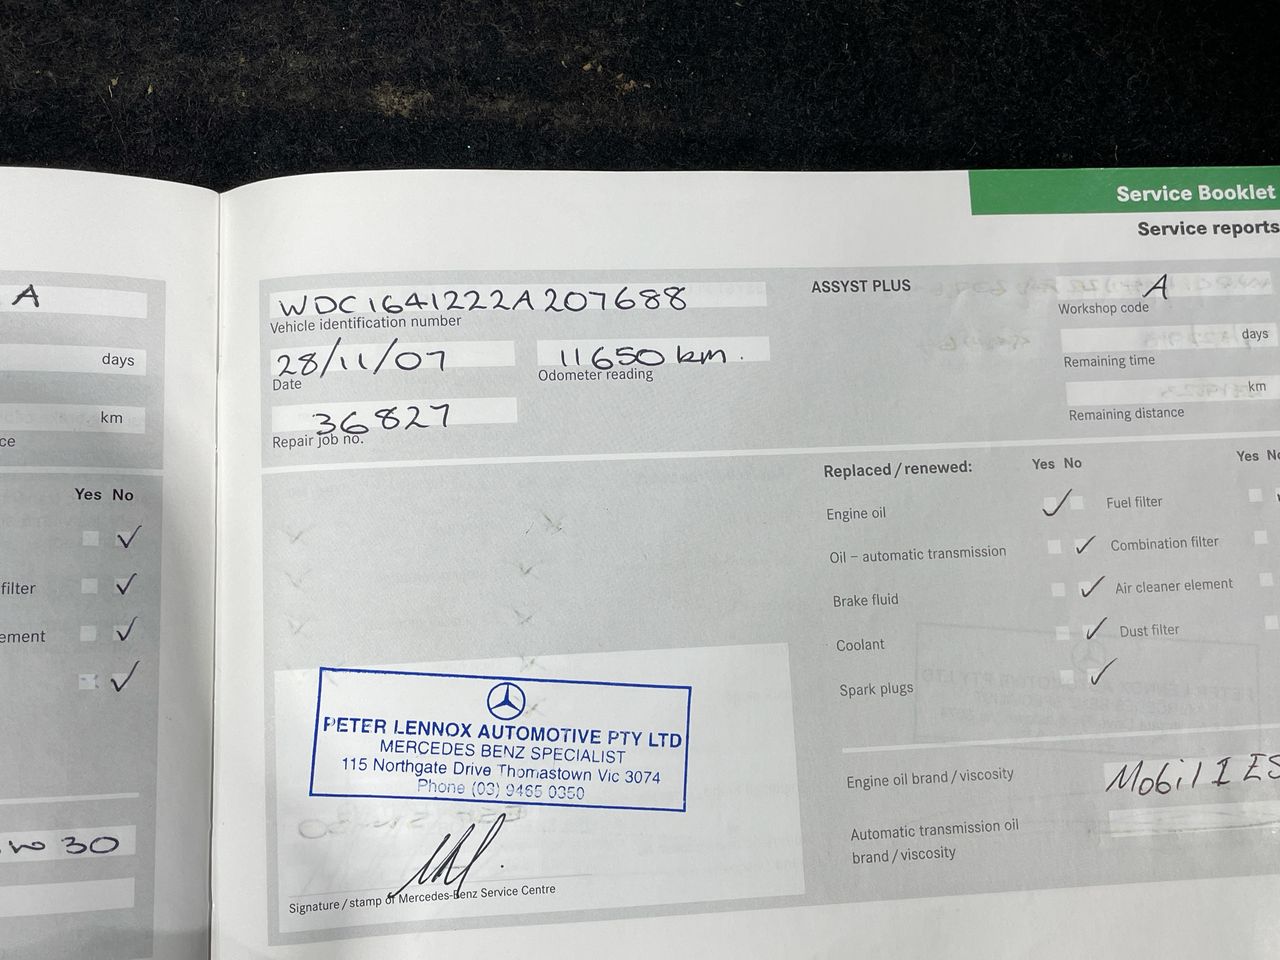 Service Booklet
Service reports
A
days
km
ce
Yes No
filter
ement
w 30
WDC1641222A207688
Vehicle identification number
28/11/07
Date
11650 km.
Odometer reading
36827
Repair job no.
ASSYST PLUS
A
Workshop code
days
Remaining time
km
Remaining distance
Replaced / renewed:
Yes No
Yes No
Engine oil
Fuel filter
Oil – automatic transmission
Combination filter
Brake fluid
Air cleaner element
Coolant
Dust filter
Spark plugs
PETER LENNOX AUTOMOTIVE PTY LTD
MERCEDES BENZ SPECIALIST
115 Northgate Drive Thomastown Vic 3074
Phone (03) 9465 0350
Signature / stamp of Mercedes-Benz Service Centre
Engine oil brand / viscosity
Mobil 1 ES
Automatic transmission oil
brand / viscosity